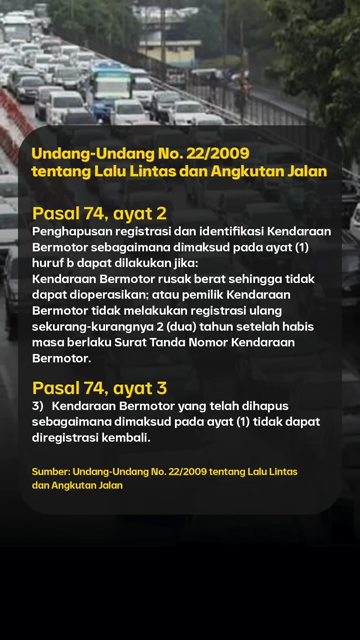 Undang-Undang No. 22/2009
tentang Lalu Lintas dan Angkutan Jalan
Pasal 74, ayat 2
Penghapusan registrasi dan identifikasi Kendaraan
Bermotor sebagaimana dimaksud pada ayat (1)
huruf b dapat dilakukan jika:
Kendaraan Bermotor rusak berat sehingga tidak
dapat dioperasikan; atau pemilik Kendaraan
Bermotor tidak melakukan registrasi ulang
sekurang-kurangnya 2 (dua) tahun setelah habis
masa berlaku Surat Tanda Nomor Kendaraan
Bermotor.
Pasal 74, ayat 3
3) Kendaraan Bermotor yang telah dihapus
sebagaimana dimaksud pada ayat (1) tidak dapat
diregistrasi kembali.
Sumber: Undang-Undang No. 22/2009 tentang Lalu Lintas
dan Angkutan Jalan